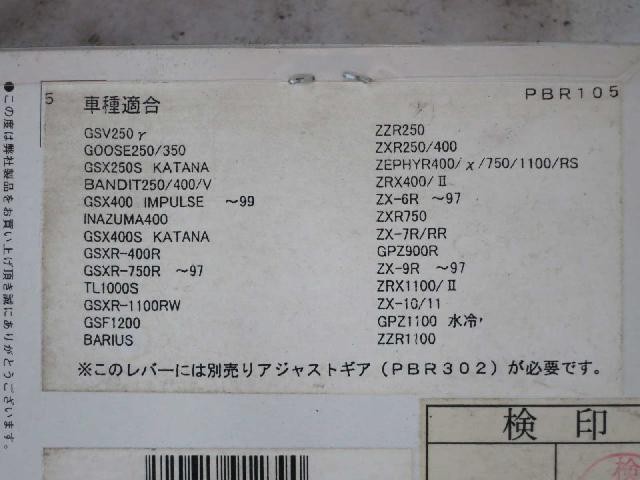 ●この度は弊社製品をお買い上げ頂き誠にありがとうございます。
5
車種適合
PBR105
GSV250γ
GOOSE250/350
GSX250S KATANA
BANDIT250/400/V
GSX400 IMPULSE ～99
INAZUMA400
GSX400S KATANA
GSXR-400R
GSXR-750R ～97
TL1000S
GSXR-1100RW
GSF1200
BARIUS
ZZR250
ZXR250/400
ZEPHYR400/χ/750/1100/RS
ZRX400/Ⅱ
ZX-6R ～97
ZXR750
ZX-7R/RR
GPZ900R
ZX-9R ～97
ZRX1100/Ⅱ
ZX-10/11
GPZ1100 水冷
ZZR1100
※このレバーには別売りアジャストギア（PBR302）が必要です。
検印
検